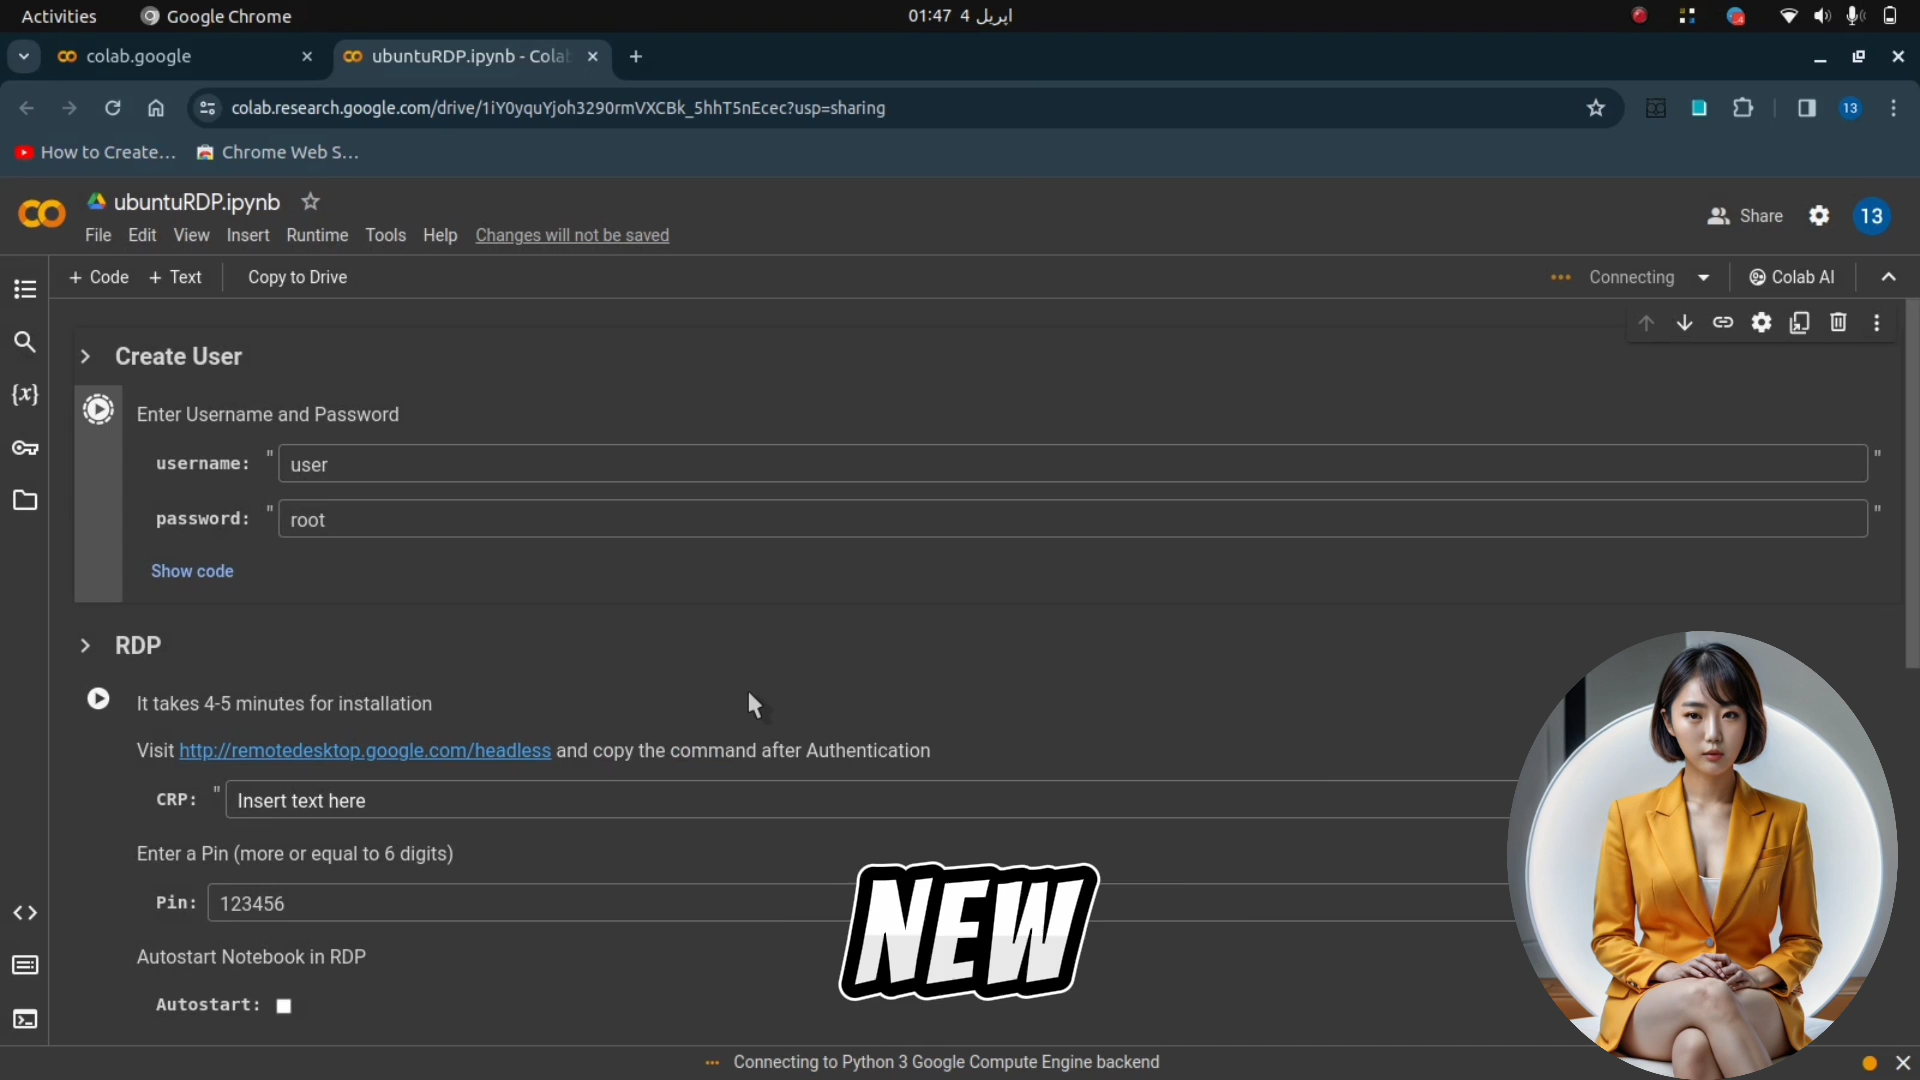 Activities Google Chrome 01:47 4 اپریل
colab.google ubuntuRDP.ipynb - Colab
colab.research.google.com/drive/1iY0yquYjoh3290rmVXCBk_5hhT5nEcec?usp=sharing 13
How to Create... Chrome Web S...
ubuntuRDP.ipynb
Share 13
File Edit View Insert Runtime Tools Help Changes will not be saved
+ Code + Text Copy to Drive Connecting Colab AI
Create User
Enter Username and Password
username: " user "
password: " root "
Show code
RDP
It takes 4-5 minutes for installation
Visit http://remotedesktop.google.com/headless and copy the command after Authentication
CRP: " Insert text here
Enter a Pin (more or equal to 6 digits)
Pin: 123456
NEW
Autostart Notebook in RDP
Autostart:
Connecting to Python 3 Google Compute Engine backend